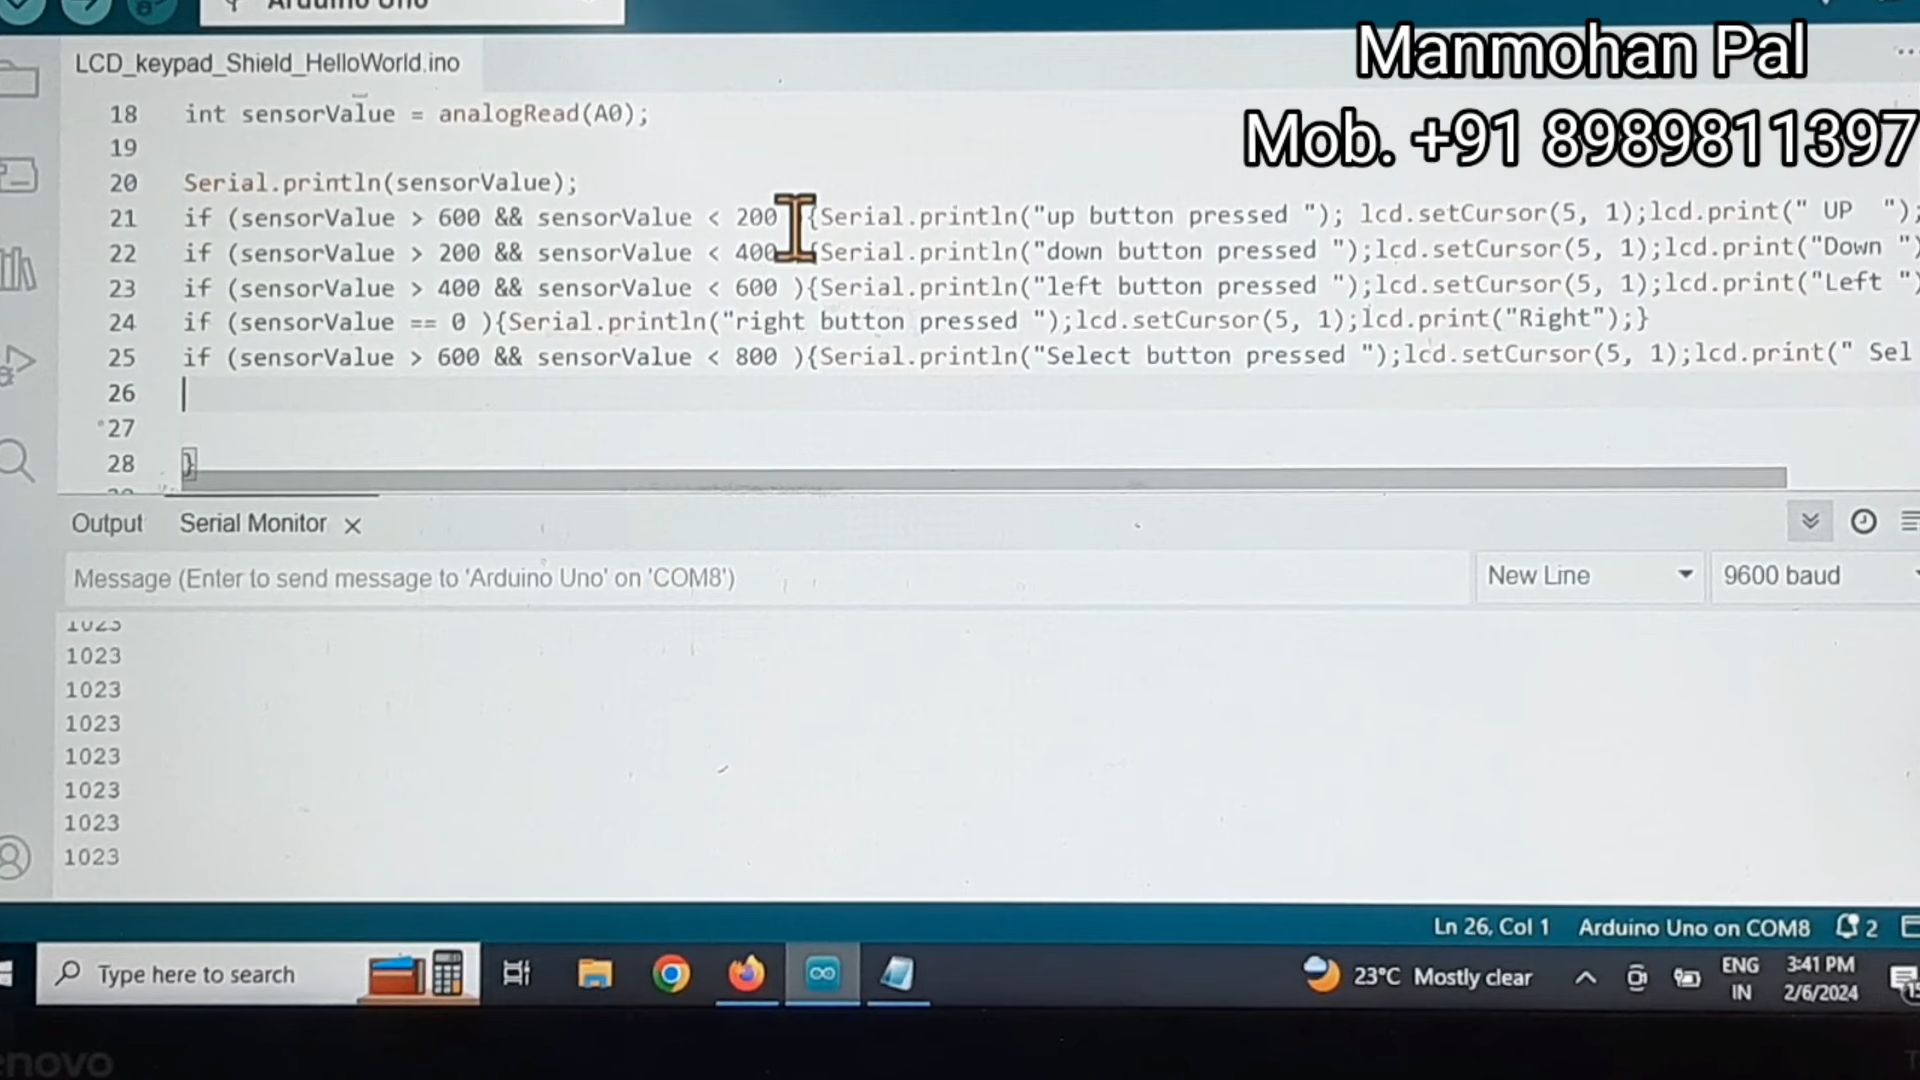 Arduino Uno
Manmohan Pal
Mob. +91 8989811397
LCD_keypad_Shield_HelloWorld.ino
18 int sensorValue = analogRead(A0);
19
20 Serial.println(sensorValue);
21 if (sensorValue > 600 && sensorValue < 200 {Serial.println("up button pressed "); lcd.setCursor(5, 1);lcd.print(" UP ");
22 if (sensorValue > 200 && sensorValue < 400 {Serial.println("down button pressed ");lcd.setCursor(5, 1);lcd.print("Down ")
23 if (sensorValue > 400 && sensorValue < 600 ){Serial.println("left button pressed ");lcd.setCursor(5, 1);lcd.print("Left ")
24 if (sensorValue == 0 ){Serial.println("right button pressed ");lcd.setCursor(5, 1);lcd.print("Right");}
25 if (sensorValue > 600 && sensorValue < 800 ){Serial.println("Select button pressed ");lcd.setCursor(5, 1);lcd.print(" Sel
26
27
28 }
Output Serial Monitor
Message (Enter to send message to 'Arduino Uno' on 'COM8')
New Line 9600 baud
1023
1023
1023
1023
1023
1023
1023
1023
Ln 26, Col 1 Arduino Uno on COM8 2
Type here to search
23°C Mostly clear
ENG IN
3:41 PM
2/6/2024
enovo